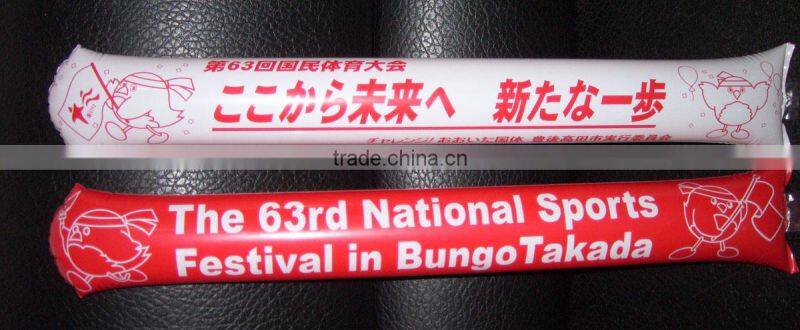 第63回国民体育大会
ここから未来へ 新たな一歩
チャレンジ!おおいた国体 豊後高田市実行委員会
trade.china.cn
The 63rd National Sports
Festival in BungoTakada